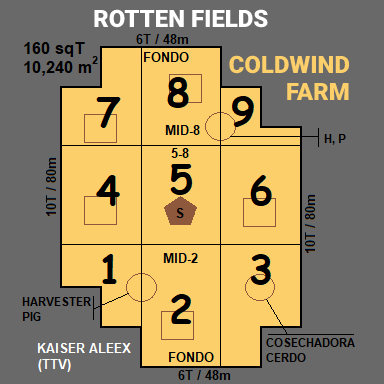 ROTTEN FIELDS
6T / 48m
160 sqT
10,240 m²
COLDWIND
FARM
FONDO
7
8
9
MID-8
H, P
5-8
10T / 80m
4
5
6
S
10T / 80m
1
MID-2
3
HARVESTER
PIG
2
COSECHADORA
CERDO
KAISER ALEEX
(TTV)
FONDO
6T / 48m